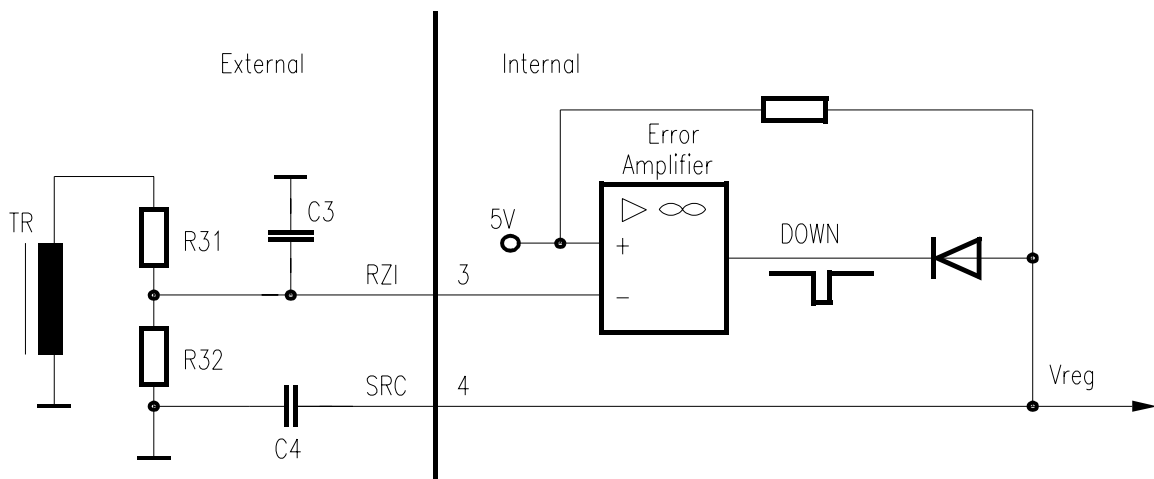 External
Internal
Error
Amplifier
TR
R31
C3
5V
+
DOWN
RZI
3
−
R32
SRC
4
Vreg
C4